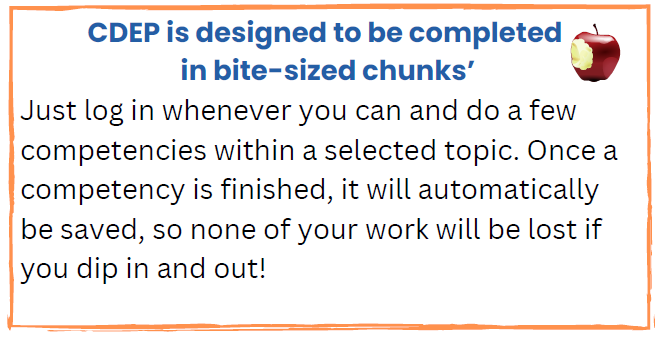 CDEP is designed to be completed
in bite-sized chunks’
Just log in whenever you can and do a few
competencies within a selected topic. Once a
competency is finished, it will automatically
be saved, so none of your work will be lost if
you dip in and out!